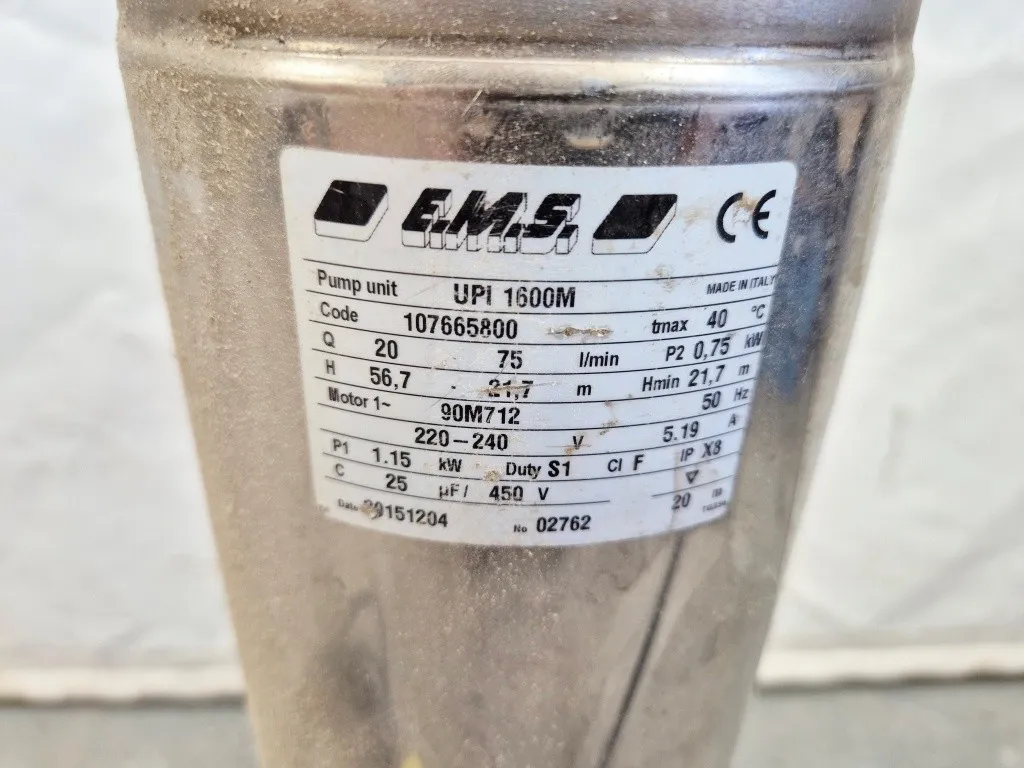 E.M.S. CE
Pump unit UPI 1600M MADE IN ITALY
Code 107665800 tmax 40 °C
Q 20 75 l/min P2 0,75 kW
H 56,7 - 21,7 m Hmin 21,7 m
Motor 1~ 90M712 50 Hz
220-240 V 5.19 A
P1 1.15 kW Duty S1 Cl F IP X8
C 25 µF/ 450 V 20
Date 20151204 No 02762